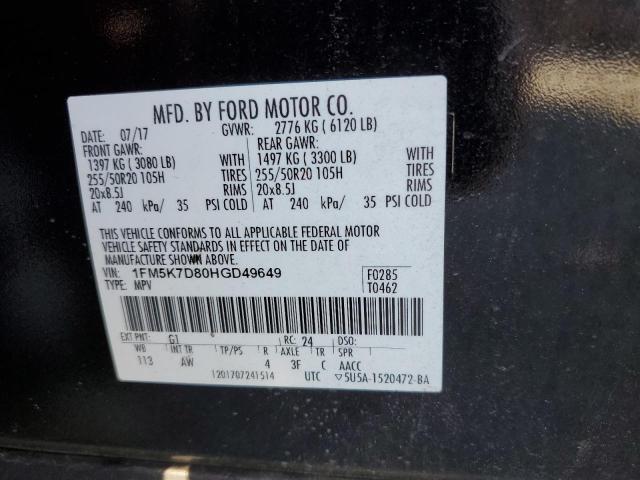 MFD. BY FORD MOTOR CO.
DATE: 07/17 GVWR: 2776 KG ( 6120 LB)
FRONT GAWR: REAR GAWR:
1397 KG ( 3080 LB) WITH 1497 KG ( 3300 LB) WITH
255/50R20 105H TIRES 255/50R20 105H TIRES
20x8.5J RIMS 20x8.5J RIMS
AT 240 kPa/ 35 PSI COLD AT 240 kPa/ 35 PSI COLD
THIS VEHICLE CONFORMS TO ALL APPLICABLE FEDERAL MOTOR
VEHICLE SAFETY STANDARDS IN EFFECT ON THE DATE OF
MANUFACTURE SHOWN ABOVE.
VIN: 1FM5K7D80HGD49649 F0285
TYPE: MPV T0462
EXT PNT: G1 RC: 24 DSO:
WB INT TR TP/PS R AXLE TR SPR
113 AW 4 3F C AACC
1201707241514 UTC ▽5U5A-1520472-BA